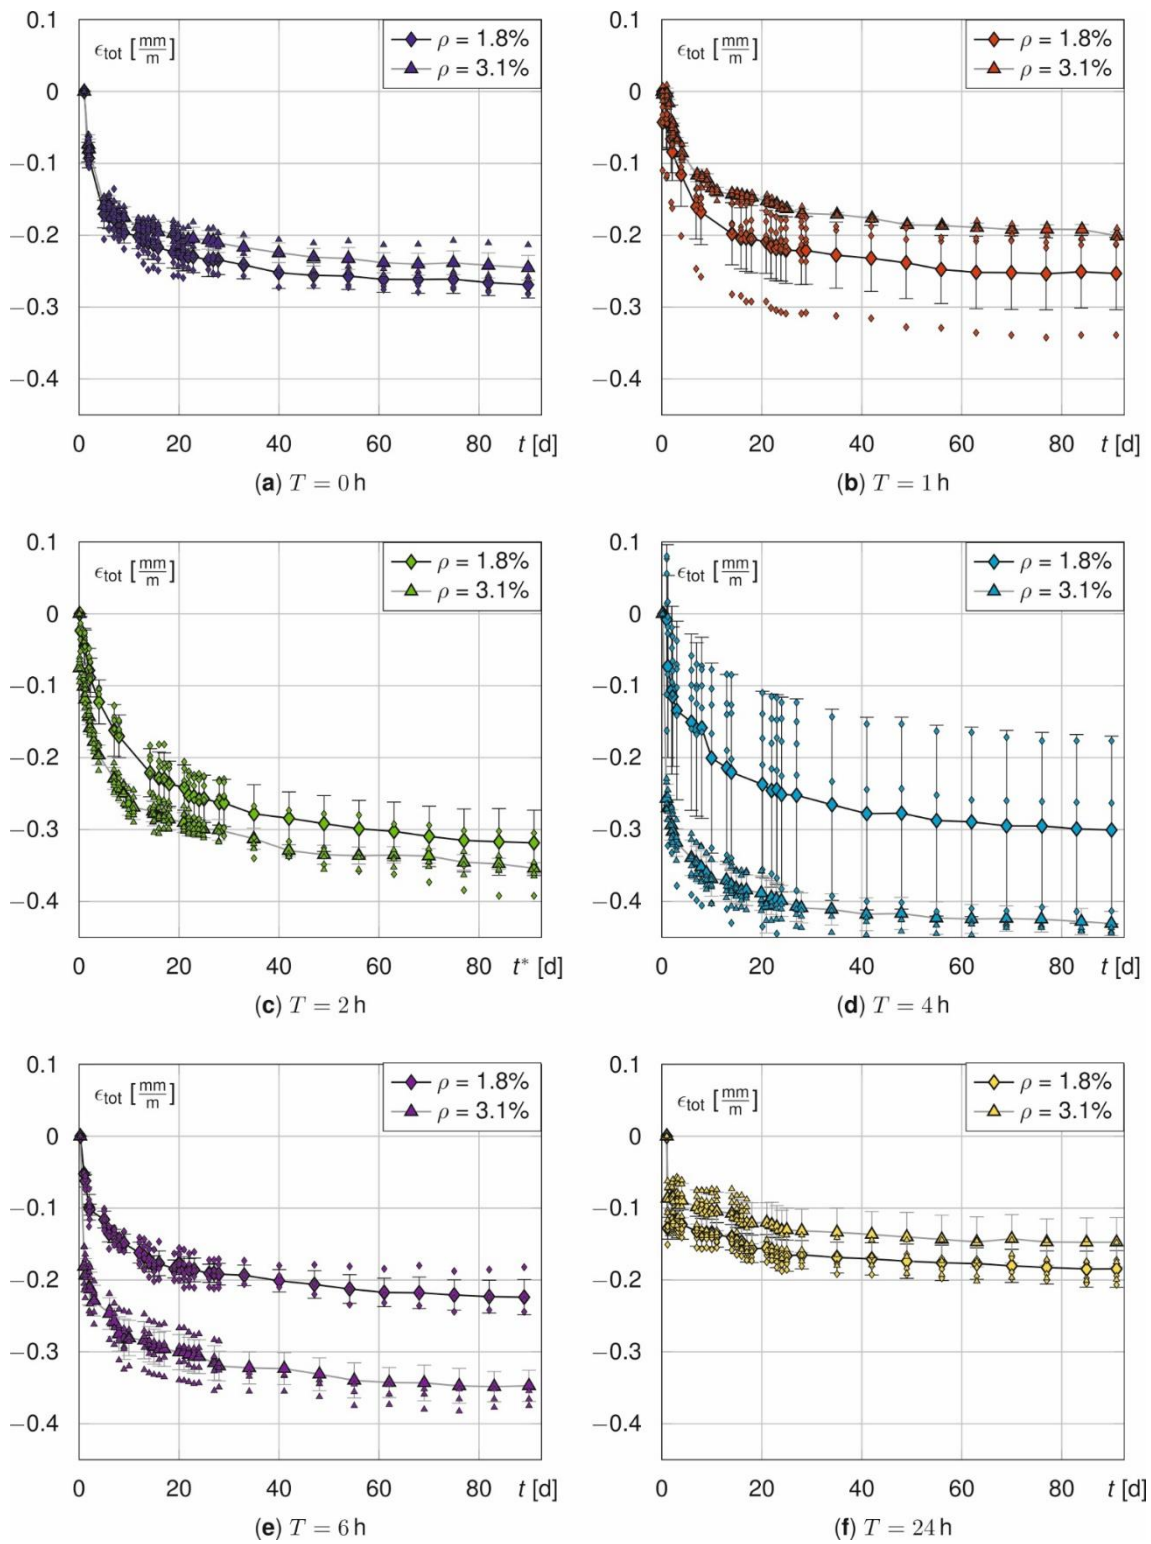 0.1
0
−0.1
−0.2
−0.3
−0.4
ϵtot [mm/m]
ρ = 1.8%
ρ = 3.1%
0 20 40 60 80 t [d]
(a) T = 0 h
0.1
0
−0.1
−0.2
−0.3
−0.4
ϵtot [mm/m]
ρ = 1.8%
ρ = 3.1%
0 20 40 60 80 t [d]
(b) T = 1 h
0.1
0
−0.1
−0.2
−0.3
−0.4
ϵtot [mm/m]
ρ = 1.8%
ρ = 3.1%
0 20 40 60 80 t* [d]
(c) T = 2 h
0.1
0
−0.1
−0.2
−0.3
−0.4
ϵtot [mm/m]
ρ = 1.8%
ρ = 3.1%
0 20 40 60 80 t [d]
(d) T = 4 h
0.1
0
−0.1
−0.2
−0.3
−0.4
ϵtot [mm/m]
ρ = 1.8%
ρ = 3.1%
0 20 40 60 80 t [d]
(e) T = 6 h
0.1
0
−0.1
−0.2
−0.3
−0.4
ϵtot [mm/m]
ρ = 1.8%
ρ = 3.1%
0 20 40 60 80 t [d]
(f) T = 24 h